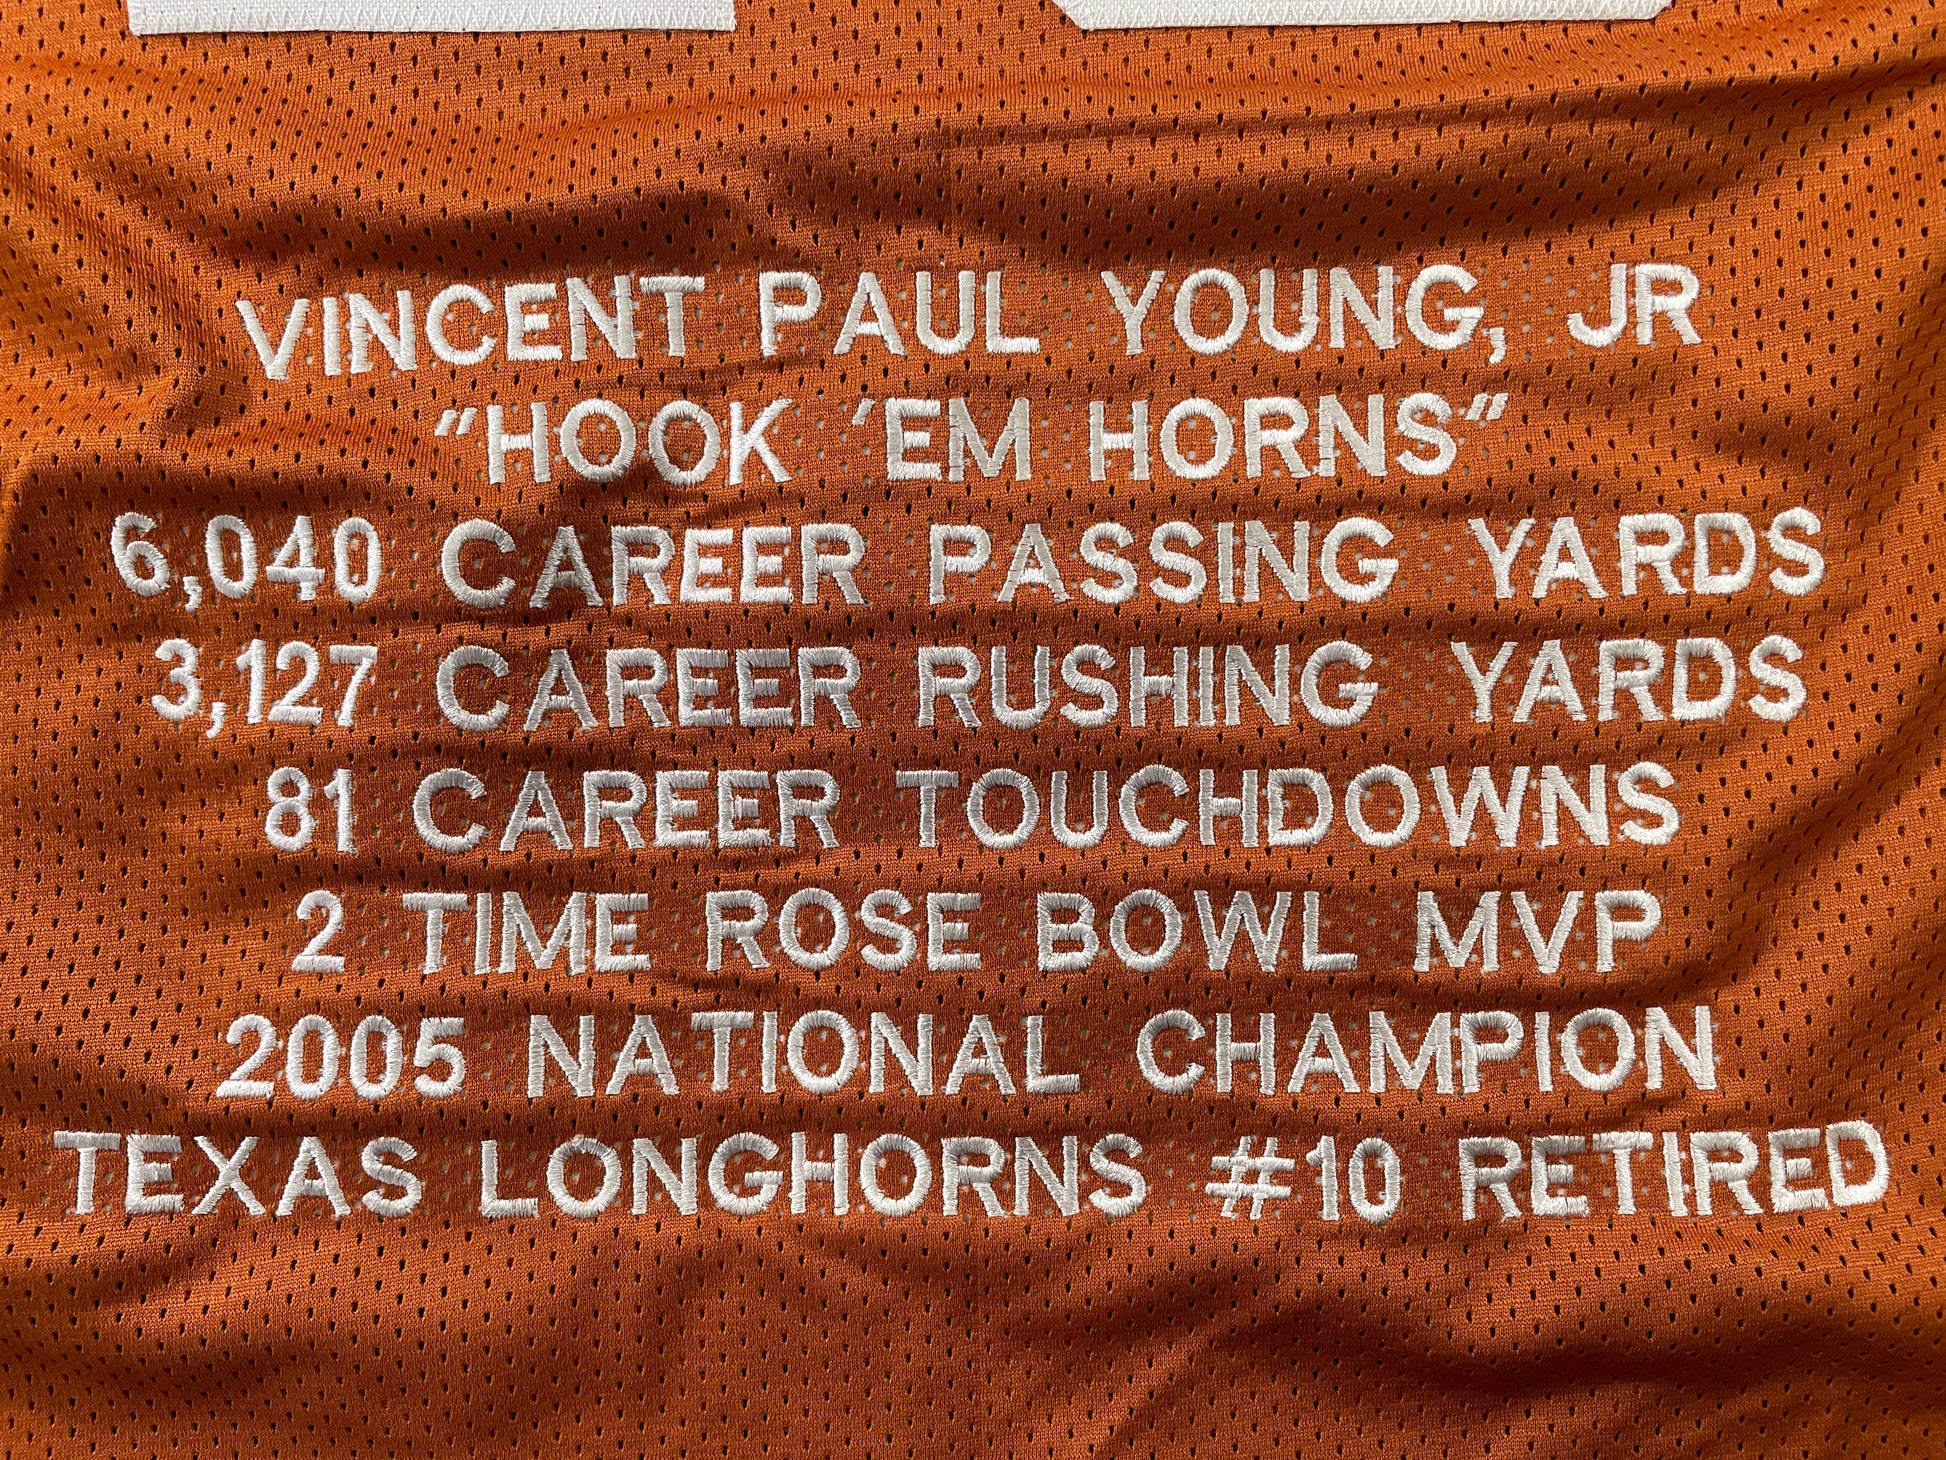 VINCENT PAUL YOUNG, JR
"HOOK 'EM HORNS"
6,040 CAREER PASSING YARDS
3,127 CAREER RUSHING YARDS
81 CAREER TOUCHDOWNS
2 TIME ROSE BOWL MVP
2005 NATIONAL CHAMPION
TEXAS LONGHORNS #10 RETIRED